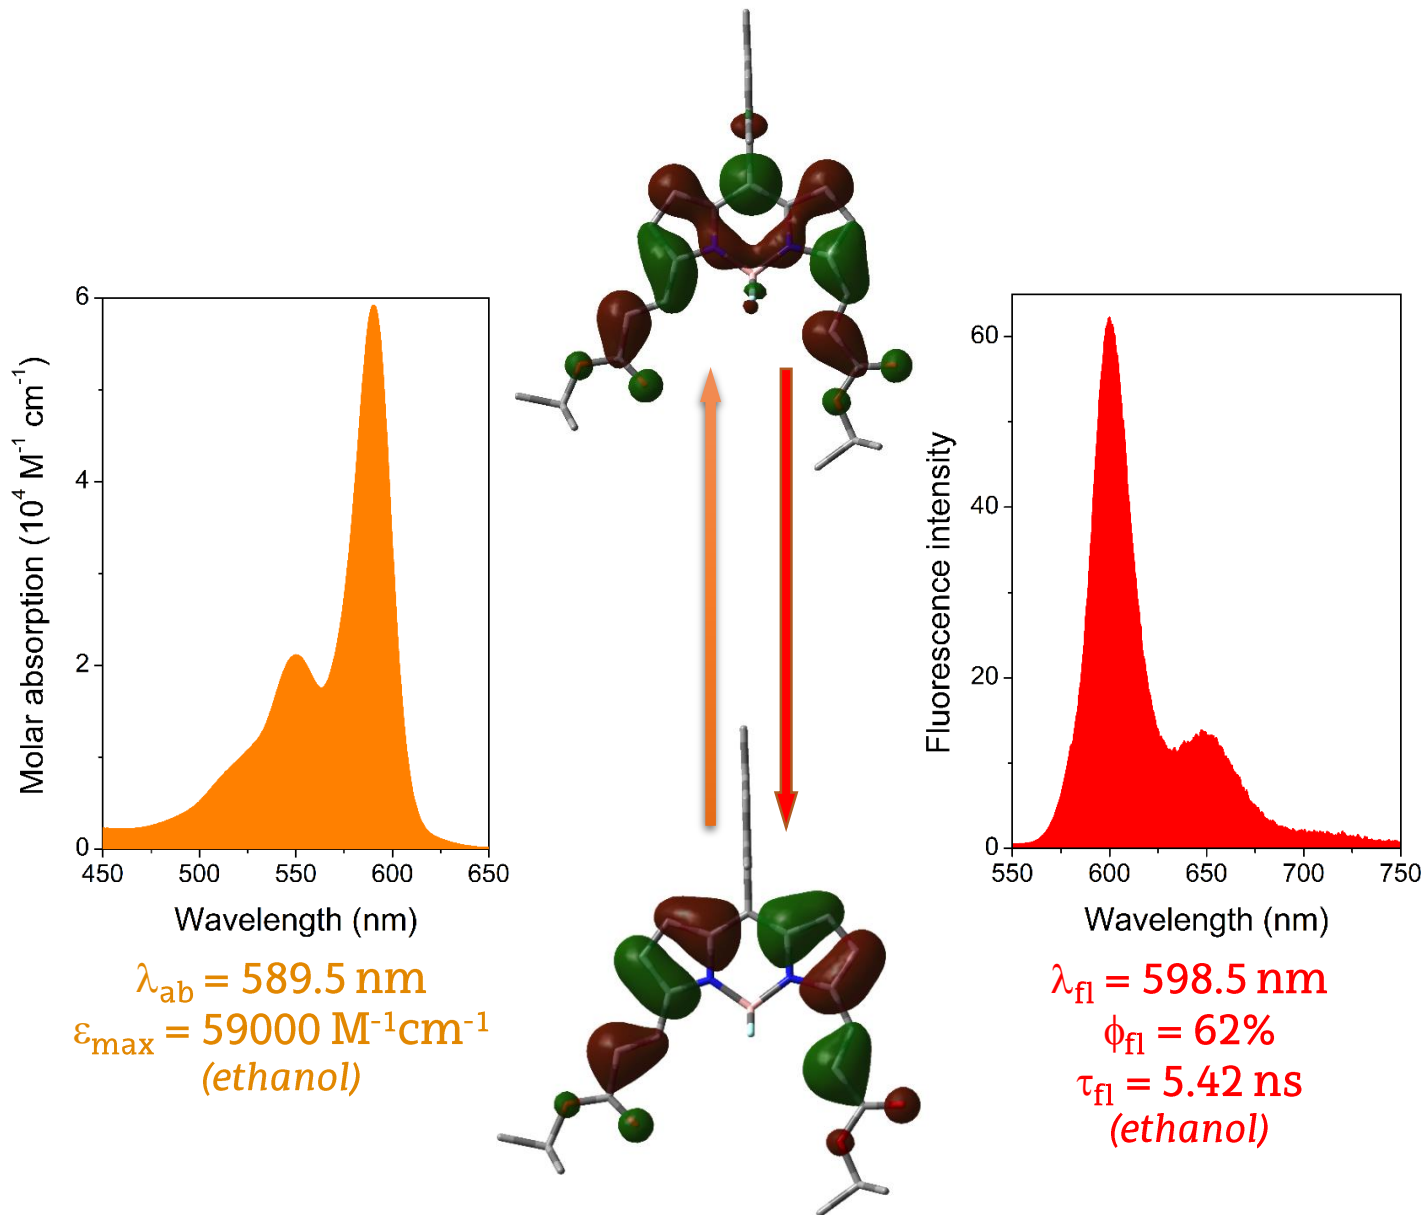 Molar absorption (10⁴ M⁻¹ cm⁻¹)
6
4
2
0
450 500 550 600 650
Wavelength (nm)
λab = 589.5 nm
εmax = 59000 M⁻¹cm⁻¹
(ethanol)
Fluorescence intensity
60
40
20
0
550 600 650 700 750
Wavelength (nm)
λfl = 598.5 nm
ϕfl = 62%
τfl = 5.42 ns
(ethanol)